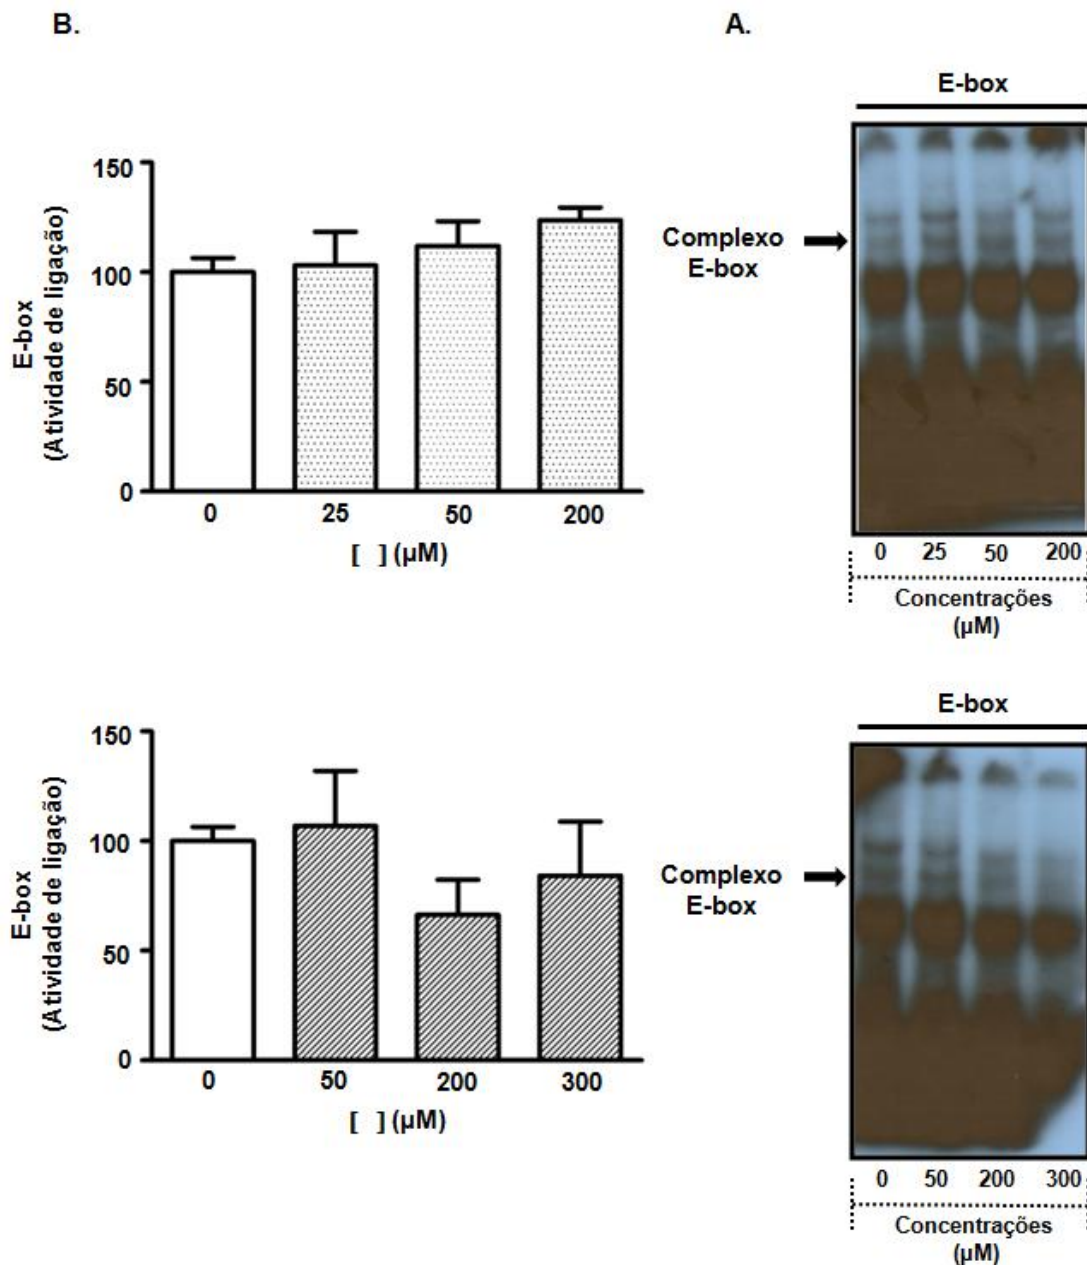 B.
A.
E-box
(Atividade de ligação)
150
100
50
0
0 25 50 200
[ ] (µM)
E-box
Complexo
E-box
0 25 50 200
Concentrações
(µM)
E-box
(Atividade de ligação)
150
100
50
0
0 50 200 300
[ ] (µM)
E-box
Complexo
E-box
0 50 200 300
Concentrações
(µM)